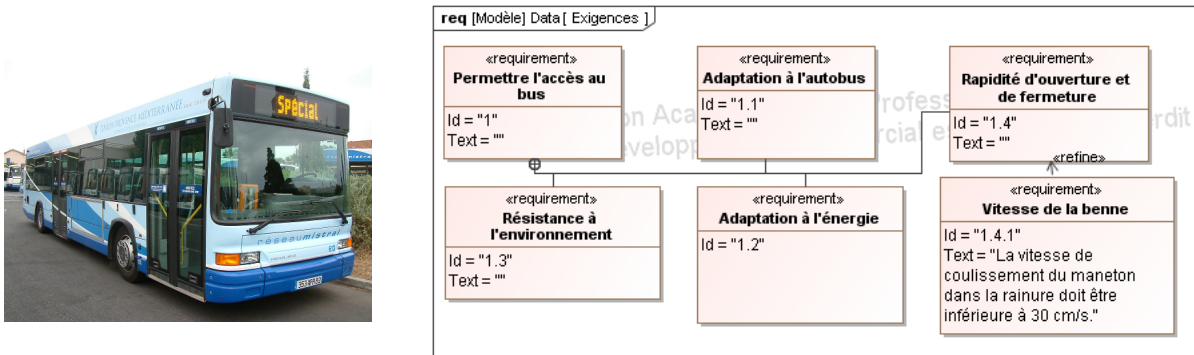 Spécial
réseaumistral
req [Modèle] Data [ Exigences ]
«requirement»
Permettre l'accès au
bus
Id = "1"
Text = ""
«requirement»
Adaptation à l'autobus
Id = "1.1"
Text = ""
«requirement»
Rapidité d'ouverture et
de fermeture
Id = "1.4"
Text = ""
«refine»
«requirement»
Résistance à
l'environnement
Id = "1.3"
Text = ""
«requirement»
Adaptation à l'énergie
Id = "1.2"
«requirement»
Vitesse de la benne
Id = "1.4.1"
Text = "La vitesse de
coulissement du maneton
dans la rainure doit être
inférieure à 30 cm/s."